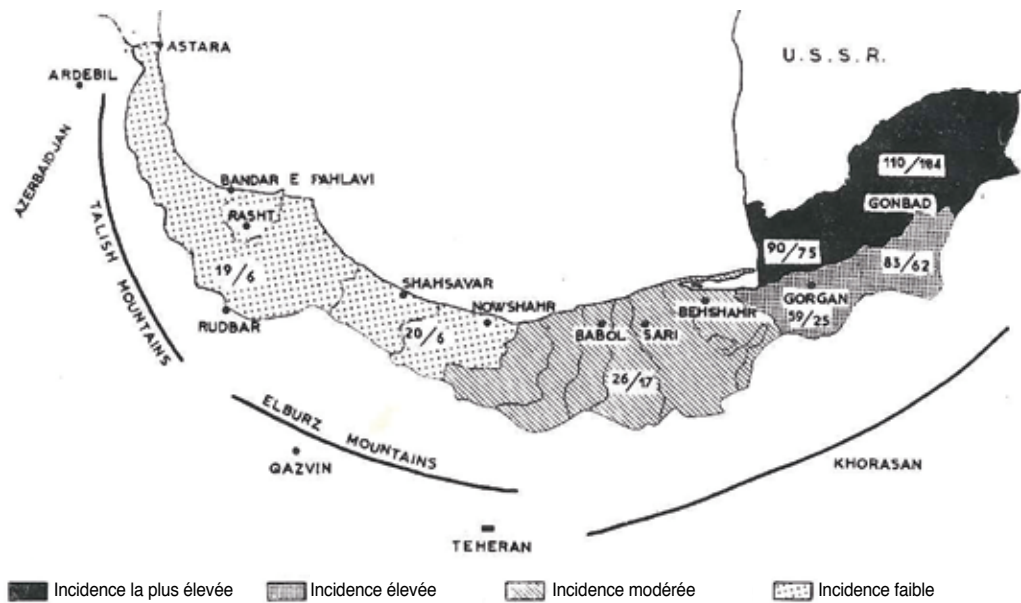 ASTARA
U.S.S.R.
ARDEBIL
AZERBAIDJAN
TALISH MOUNTAINS
110/184
GONBAD
BANDAR E PAHLAVI
RASHT
90/75
83/62
19/6
SHAHSAVAR
NOWSHAHR
BEHSHAHR
GORGAN
59/25
RUDBAR
20/6
BABOL
SARI
26/17
ELBURZ MOUNTAINS
QAZVIN
KHORASAN
TEHERAN
Incidence la plus élevée
Incidence élevée
Incidence modérée
Incidence faible